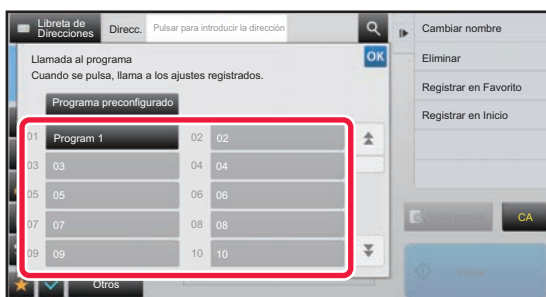 Libreta de Direcciones Direcc. Pulsar para introducir la dirección
Llamada al programa OK
Cuando se pulsa, llama a los ajustes registrados.
Programa preconfigurado
01 Program 1 02 02
03 03 04 04
05 05 06 06
07 07 08 08
09 09 10 10
Otros
Cambiar nombre
Eliminar
Registrar en Favorito
Registrar en Inicio
CA